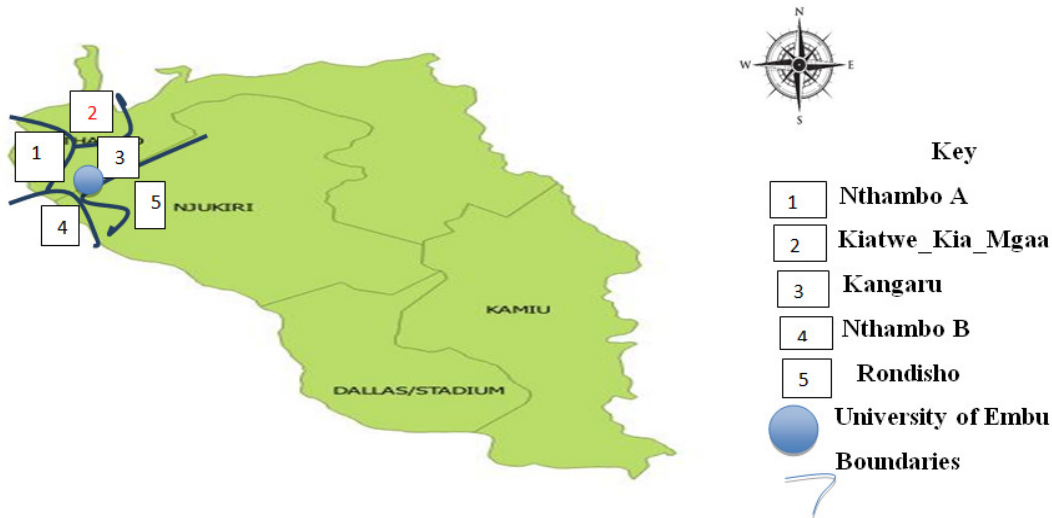 N
W E
S
2
1
3
5
4
NJUKIRI
KAMIU
DALLAS/STADIUM
Key
1 Nthambo A
2 Kiatwe_Kia_Mgaa
3 Kangaru
4 Nthambo B
5 Rondisho
University of Embu
Boundaries